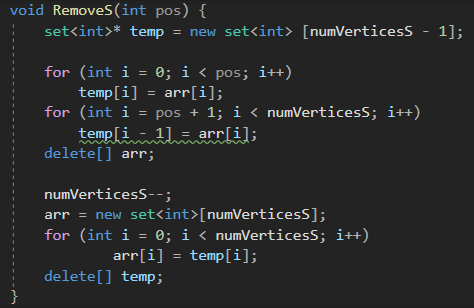 void RemoveS(int pos) {
    set<int>* temp = new set<int> [numVerticesS - 1];

    for (int i = 0; i < pos; i++)
        temp[i] = arr[i];
    for (int i = pos + 1; i < numVerticesS; i++)
        temp[i - 1] = arr[i];
    delete[] arr;

    numVerticesS--;
    arr = new set<int>[numVerticesS];
    for (int i = 0; i < numVerticesS; i++)
            arr[i] = temp[i];
    delete[] temp;
}